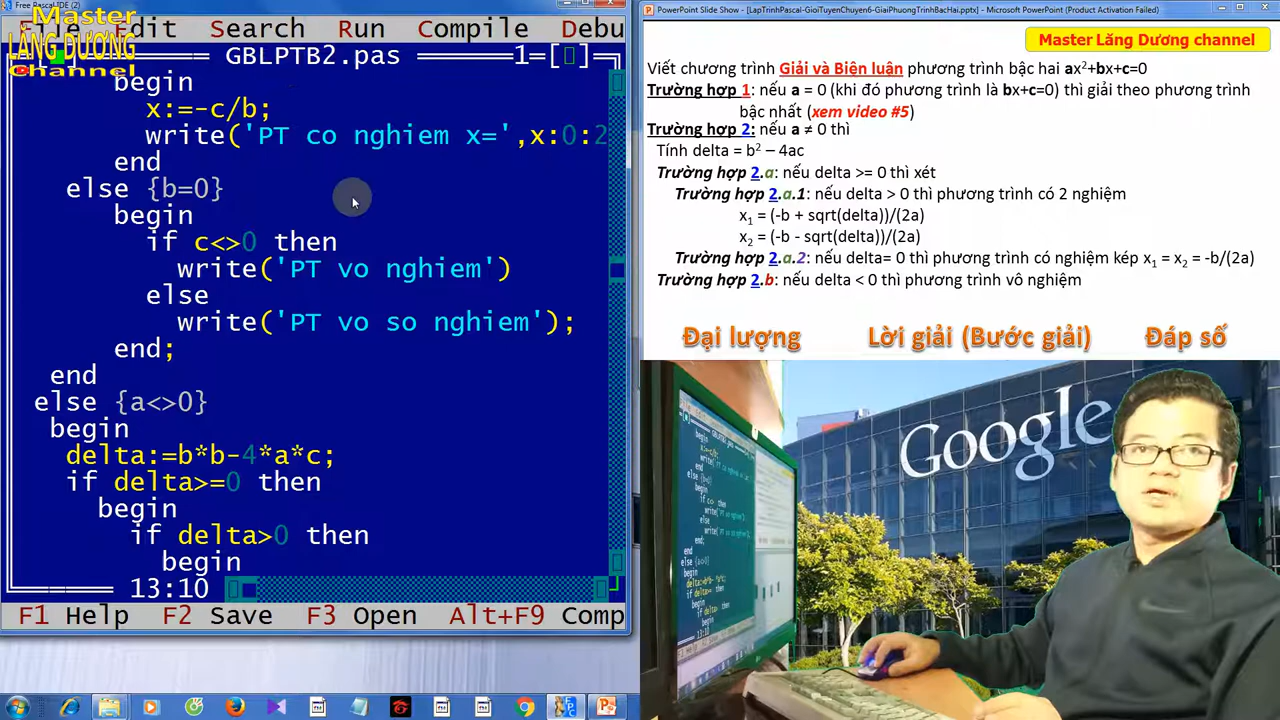 Free PascalIDE (2)
Master
LĂNG DƯƠNG
Channel
File Edit Search Run Compile Debu
GBLPTB2.pas 1=[
begin
x:=-c/b;
write('PT co nghiem x=',x:0:2
end
else {b=0}
begin
if c<>0 then
write('PT vo nghiem')
else
write('PT vo so nghiem');
end;
end
else {a<>0}
begin
delta:=b*b-4*a*c;
if delta>=0 then
begin
if delta>0 then
begin
13:10
F1 Help F2 Save F3 Open Alt+F9 Comp
PowerPoint Slide Show - [LapTrinhPascal-GioiTuyenChuyen6-GiaiPhuongTrinhBacHai.pptx] - Microsoft PowerPoint (Product Activation Failed)
Master Lăng Dương channel
Viết chương trình Giải và Biện luận phương trình bậc hai ax²+bx+c=0
Trường hợp 1: nếu a = 0 (khi đó phương trình là bx+c=0) thì giải theo phương trình
bậc nhất (xem video #5)
Trường hợp 2: nếu a ≠ 0 thì
Tính delta = b² – 4ac
Trường hợp 2.a: nếu delta >= 0 thì xét
Trường hợp 2.a.1: nếu delta > 0 thì phương trình có 2 nghiệm
x₁ = (-b + sqrt(delta))/(2a)
x₂ = (-b - sqrt(delta))/(2a)
Trường hợp 2.a.2: nếu delta= 0 thì phương trình có nghiệm kép x₁ = x₂ = -b/(2a)
Trường hợp 2.b: nếu delta < 0 thì phương trình vô nghiệm
Đại lượng Lời giải (Bước giải) Đáp số
Google